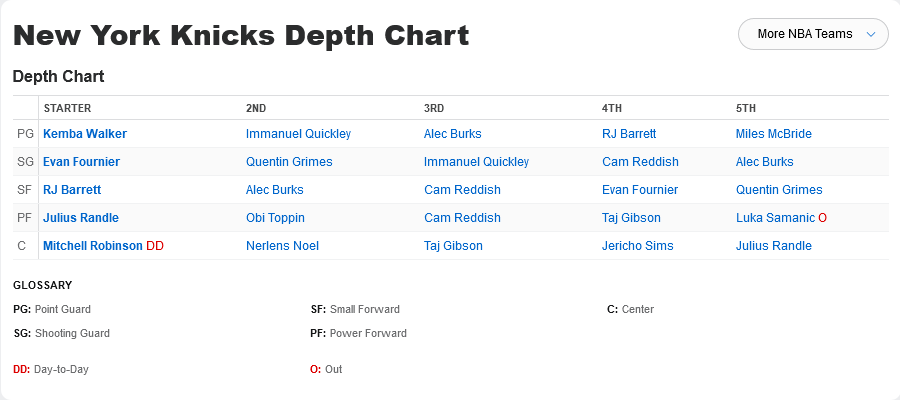 New York Knicks Depth Chart
More NBA Teams
Depth Chart
STARTER 2ND 3RD 4TH 5TH
PG Kemba Walker Immanuel Quickley Alec Burks RJ Barrett Miles McBride
SG Evan Fournier Quentin Grimes Immanuel Quickley Cam Reddish Alec Burks
SF RJ Barrett Alec Burks Cam Reddish Evan Fournier Quentin Grimes
PF Julius Randle Obi Toppin Cam Reddish Taj Gibson Luka Samanic O
C Mitchell Robinson DD Nerlens Noel Taj Gibson Jericho Sims Julius Randle
GLOSSARY
PG: Point Guard SF: Small Forward C: Center
SG: Shooting Guard PF: Power Forward
DD: Day-to-Day O: Out